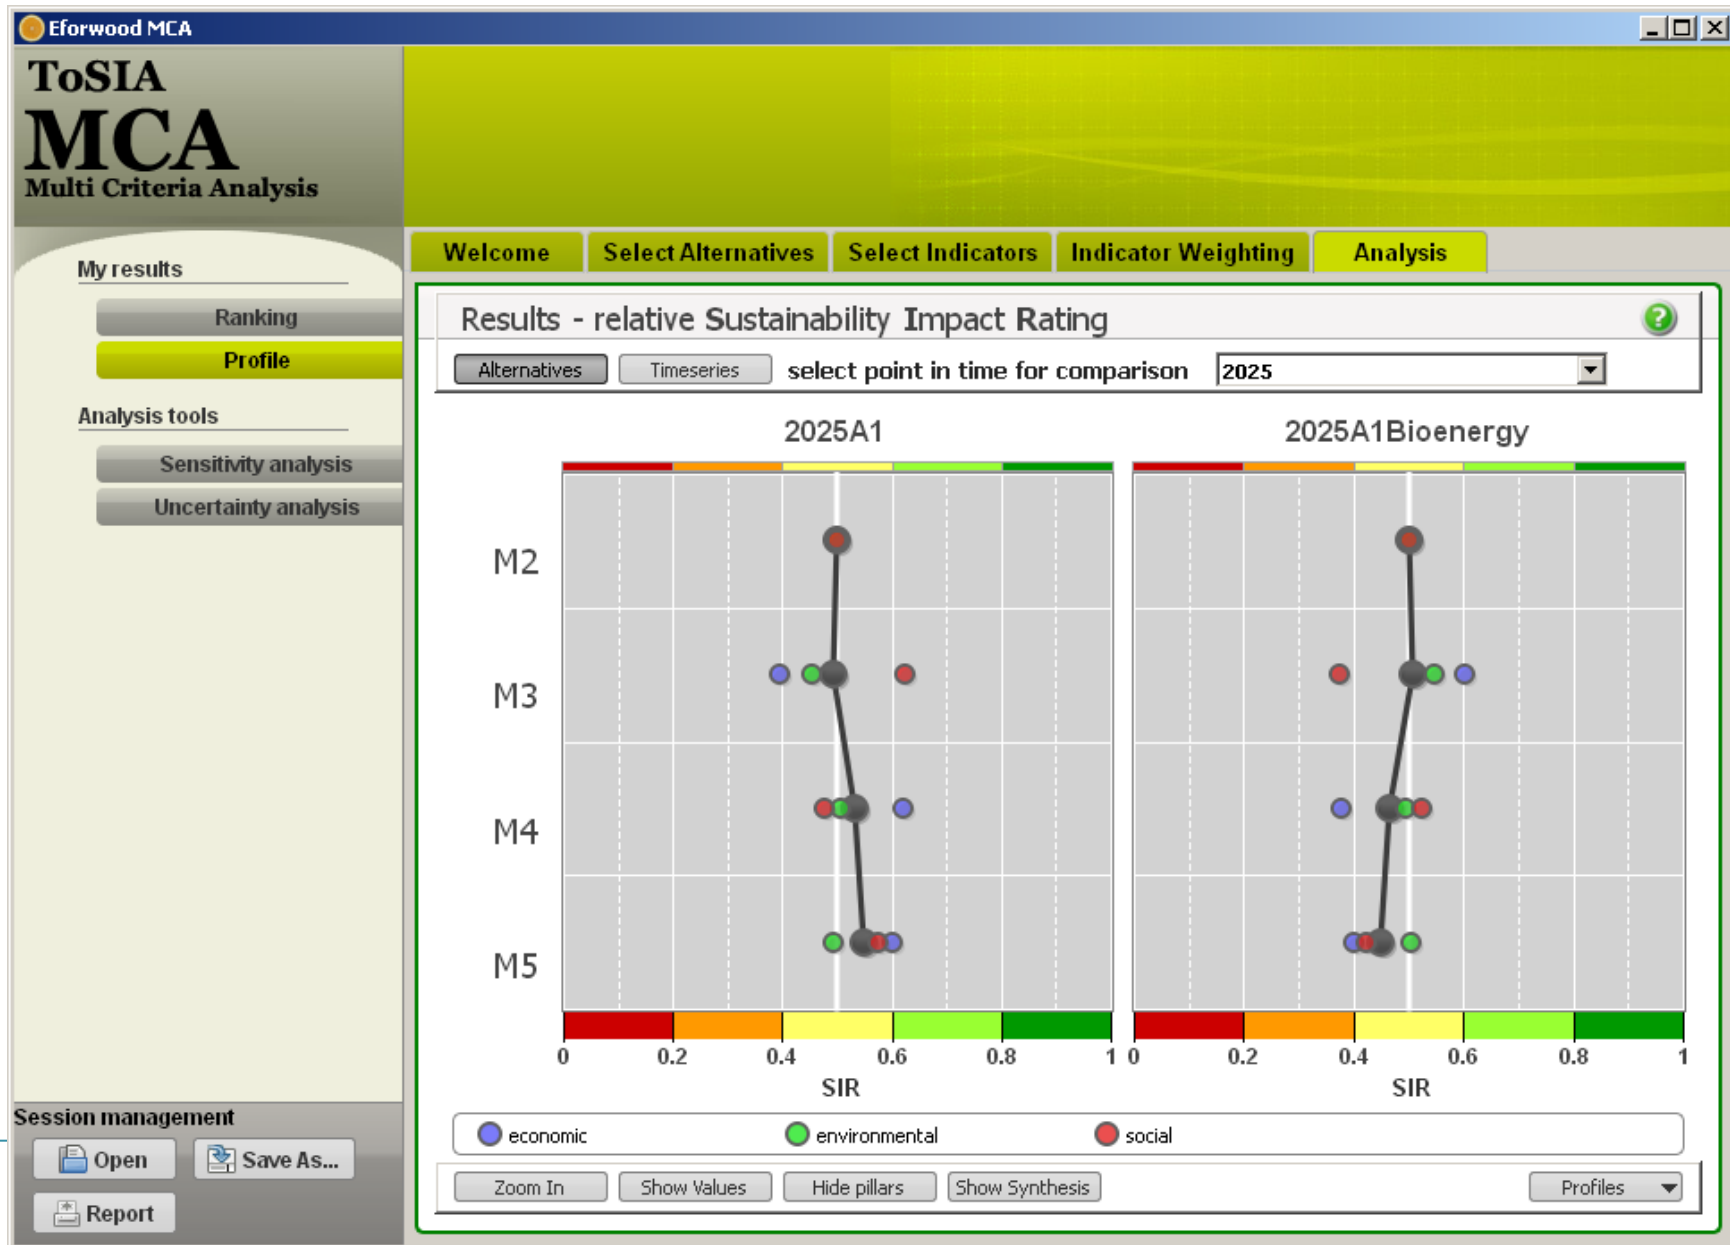 Eforwood MCA
ToSIA
MCA
Multi Criteria Analysis
Welcome
Select Alternatives
Select Indicators
Indicator Weighting
Analysis
My results
Ranking
Profile
Analysis tools
Sensitivity analysis
Uncertainty analysis
Results - relative Sustainability Impact Rating
?
Alternatives
Timeseries
select point in time for comparison
2025
2025A1
2025A1Bioenergy
M2
M3
M4
M5
0 0.2 0.4 0.6 0.8 1
0 0.2 0.4 0.6 0.8 1
SIR
SIR
economic
environmental
social
Zoom In
Show Values
Hide pillars
Show Synthesis
Profiles
Session management
Open
Save As...
Report